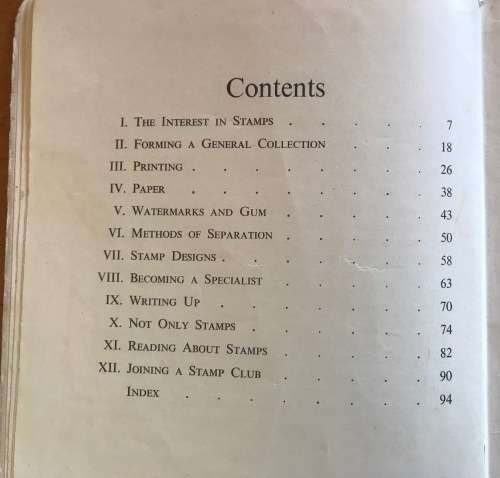 Contents
I. The Interest in Stamps . . . . . 7
II. Forming a General Collection . . . 18
III. Printing . . . . . . . . 26
IV. Paper . . . . . . . . 38
V. Watermarks and Gum . . . . . 43
VI. Methods of Separation . . . . . 50
VII. Stamp Designs . . . . . . . 58
VIII. Becoming a Specialist . . . . . 63
IX. Writing Up . . . . . . . 70
X. Not Only Stamps . . . . . . 74
XI. Reading About Stamps . . . . . 82
XII. Joining a Stamp Club . . . . . 90
Index . . . . . . . . 94